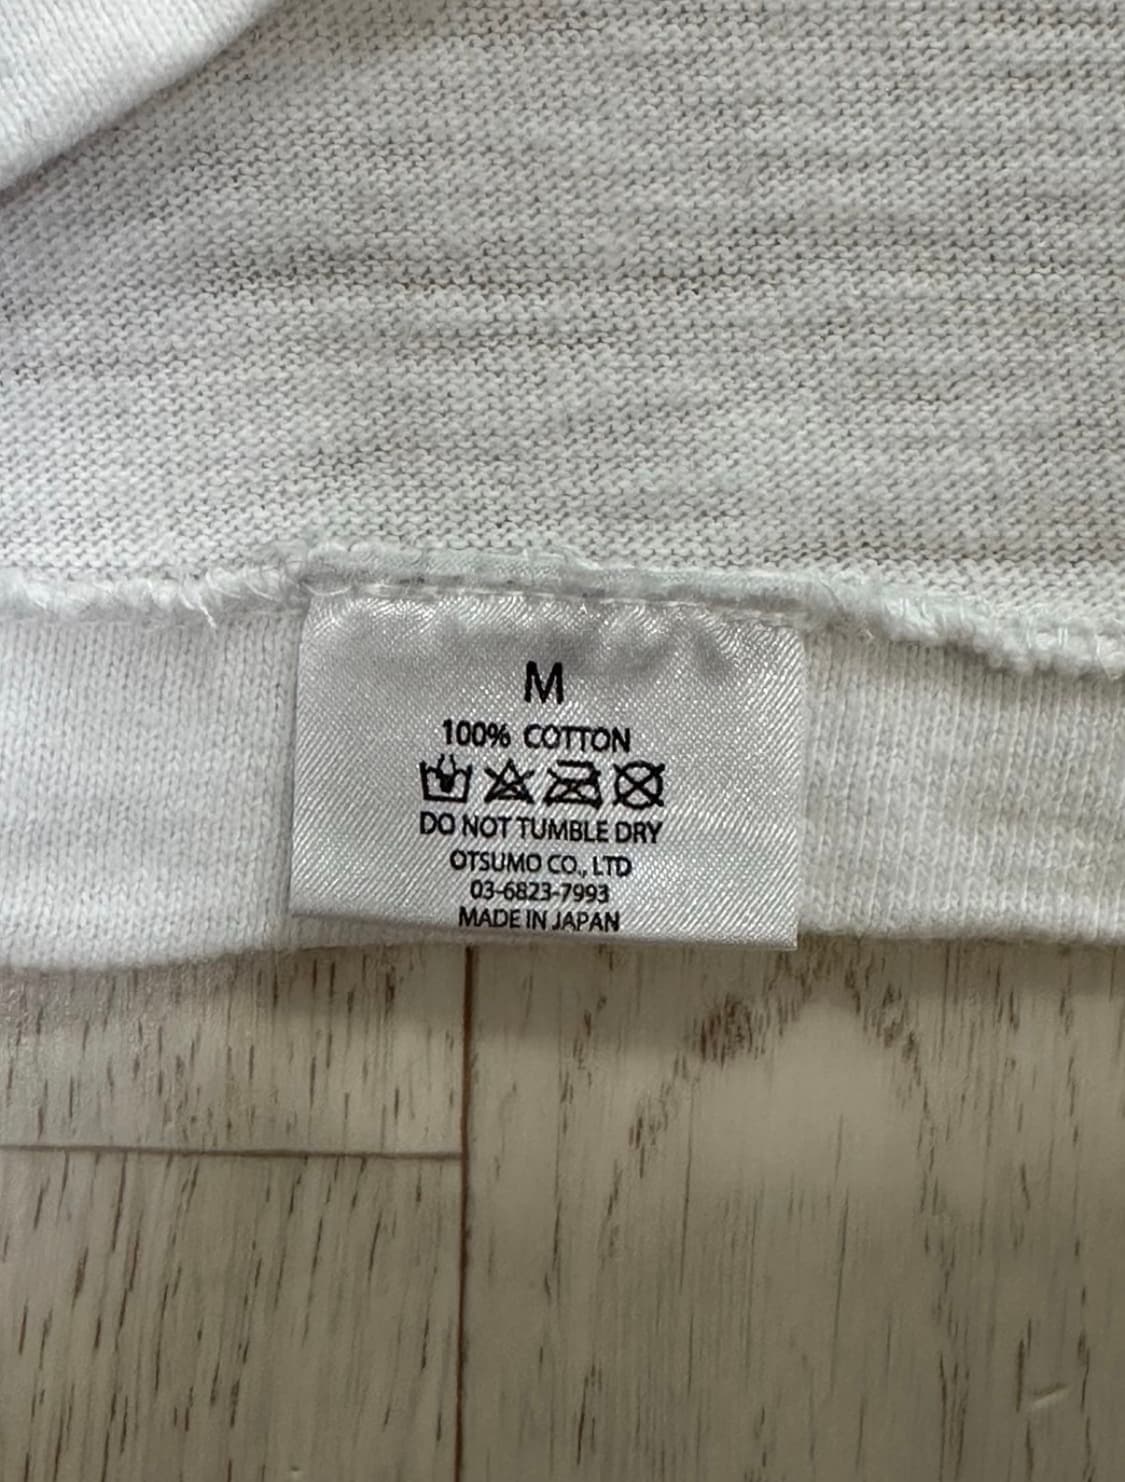 M
100% COTTON
DO NOT TUMBLE DRY
OTSUMO CO., LTD
03-6823-7993
MADE IN JAPAN